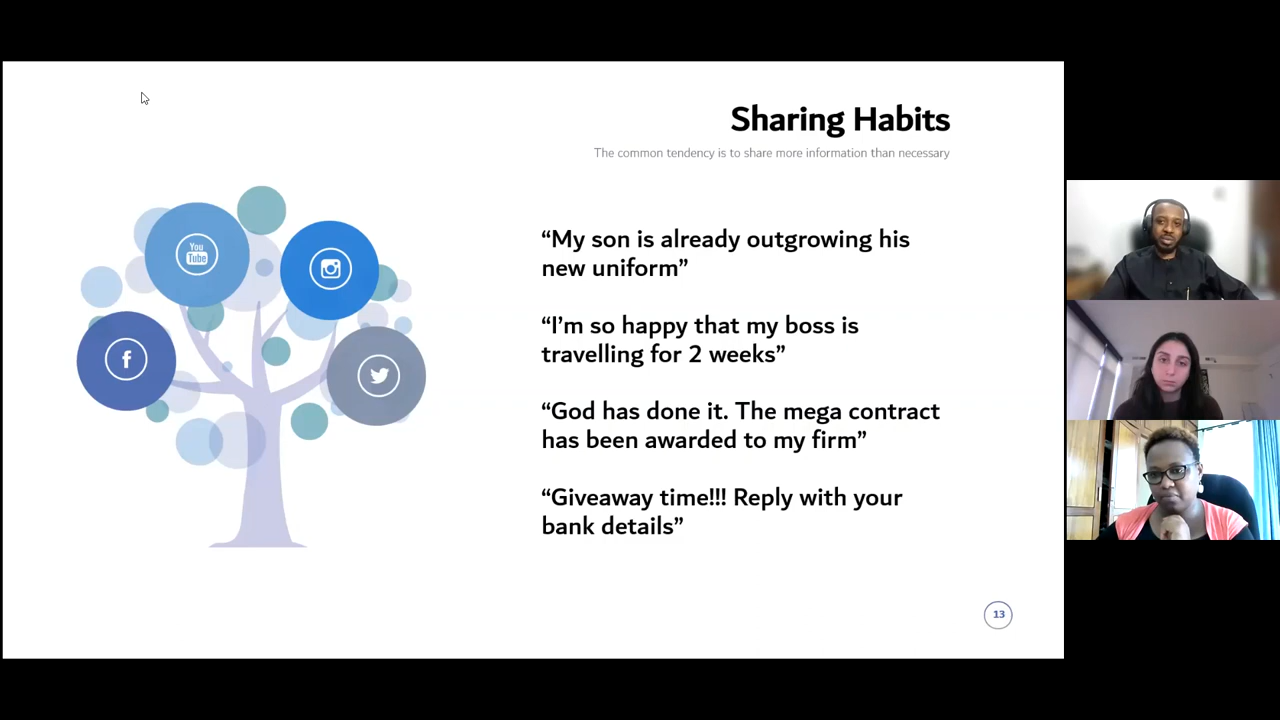 Sharing Habits
The common tendency is to share more information than necessary
You
Tube
f
“My son is already outgrowing his
new uniform”
“I’m so happy that my boss is
travelling for 2 weeks”
“God has done it. The mega contract
has been awarded to my firm”
“Giveaway time!!! Reply with your
bank details”
13